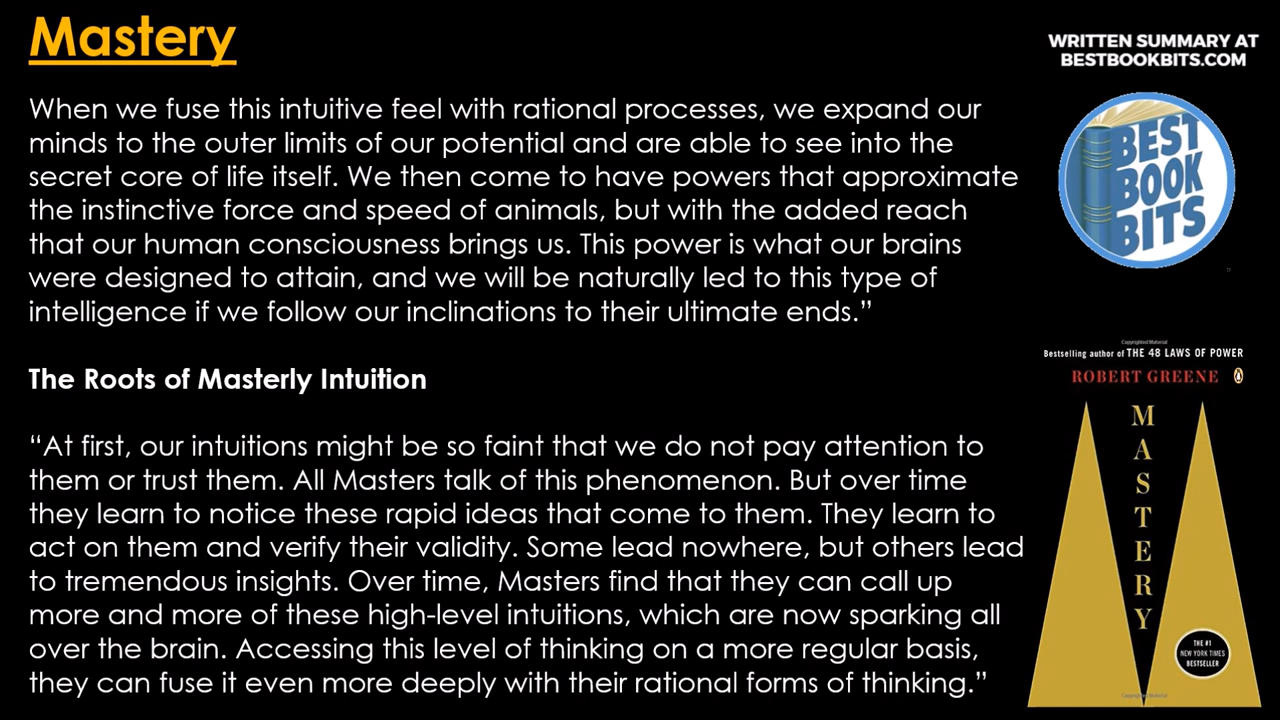 Mastery
When we fuse this intuitive feel with rational processes, we expand our
minds to the outer limits of our potential and are able to see into the
secret core of life itself. We then come to have powers that approximate
the instinctive force and speed of animals, but with the added reach
that our human consciousness brings us. This power is what our brains
were designed to attain, and we will be naturally led to this type of
intelligence if we follow our inclinations to their ultimate ends.”
The Roots of Masterly Intuition
“At first, our intuitions might be so faint that we do not pay attention to
them or trust them. All Masters talk of this phenomenon. But over time
they learn to notice these rapid ideas that come to them. They learn to
act on them and verify their validity. Some lead nowhere, but others lead
to tremendous insights. Over time, Masters find that they can call up
more and more of these high-level intuitions, which are now sparking all
over the brain. Accessing this level of thinking on a more regular basis,
they can fuse it even more deeply with their rational forms of thinking.”
WRITTEN SUMMARY AT
BESTBOOKBITS.COM
BEST
BOOK
BITS
Copyrighted Material
Bestselling author of THE 48 LAWS OF POWER
ROBERT GREENE
M
A
S
T
E
R
Y
THE #1
NEW YORK TIMES
BESTSELLER
Copyrighted Material